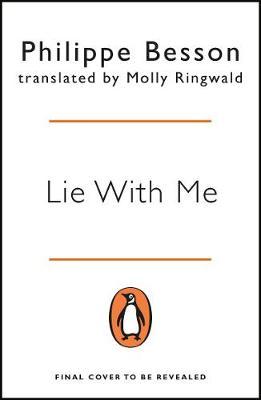 Philippe Besson
translated by Molly Ringwald
Lie With Me
FINAL COVER TO BE REVEALED